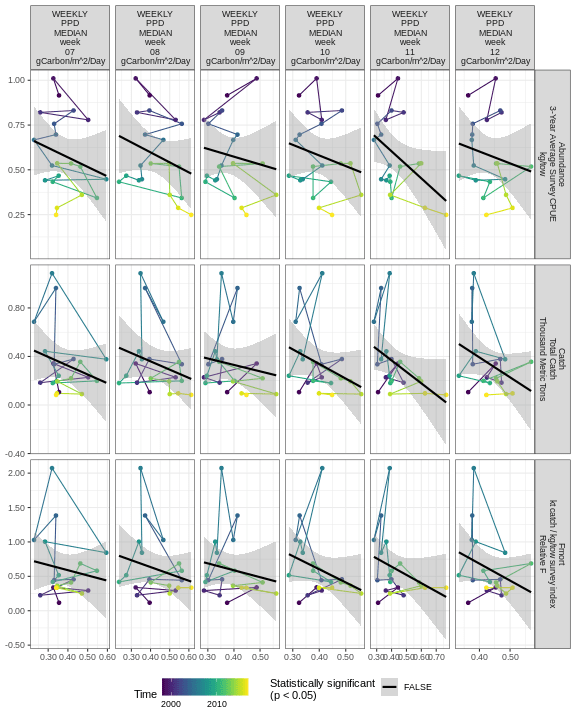 WEEKLY
PPD
MEDIAN
week
07
gCarbon/m^2/Day
WEEKLY
PPD
MEDIAN
week
08
gCarbon/m^2/Day
WEEKLY
PPD
MEDIAN
week
09
gCarbon/m^2/Day
WEEKLY
PPD
MEDIAN
week
10
gCarbon/m^2/Day
WEEKLY
PPD
MEDIAN
week
11
gCarbon/m^2/Day
WEEKLY
PPD
MEDIAN
week
12
gCarbon/m^2/Day
1.00
0.75
0.50
0.25
Abundance
3-Year Average Survey CPUE
kg/tow
0.80
0.40
0.00
-0.40
Catch
Total Catch
Thousand Metric Tons
2.00
1.50
1.00
0.50
0.00
-0.50
Fmort
kt catch / kg/tow survey index
Relative F
0.30 0.40 0.50 0.60
0.40 0.50 0.60
0.30 0.40 0.50
0.30 0.40 0.50
0.30 0.40 0.50 0.60 0.70
0.40 0.50
Time
2000 2010
Statistically significant
(p < 0.05)
FALSE